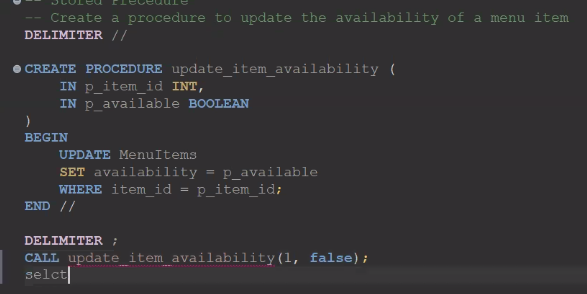 -- Stored Precedure
-- Create a procedure to update the availability of a menu item
DELIMITER //
CREATE PROCEDURE update_item_availability (
IN p_item_id INT,
IN p_available BOOLEAN
)
BEGIN
UPDATE MenuItems
SET availability = p_available
WHERE item_id = p_item_id;
END //
DELIMITER ;
CALL update_item_availability(1, false);
selct